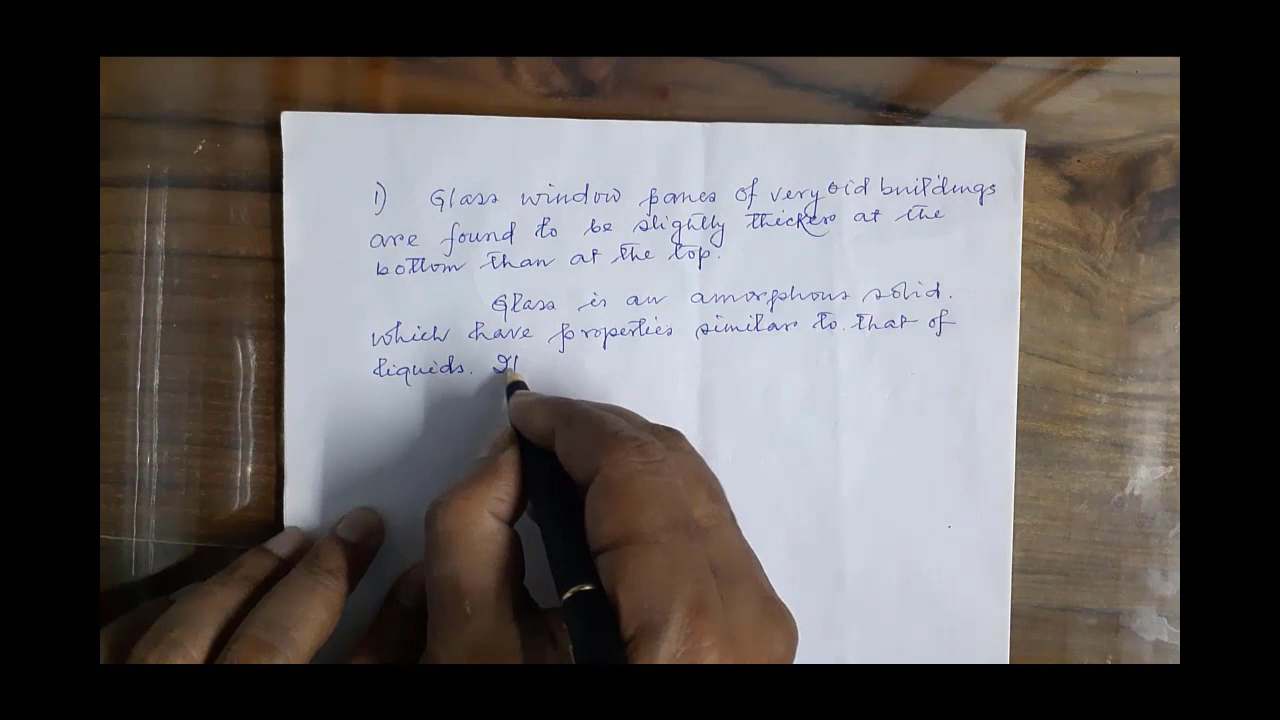 1) Glass window panes of very old buildings
are found to be slightly thicker at the
bottom than at the top.
Glass is an amorphous solid.
which have properties similar to that of
liquids. It